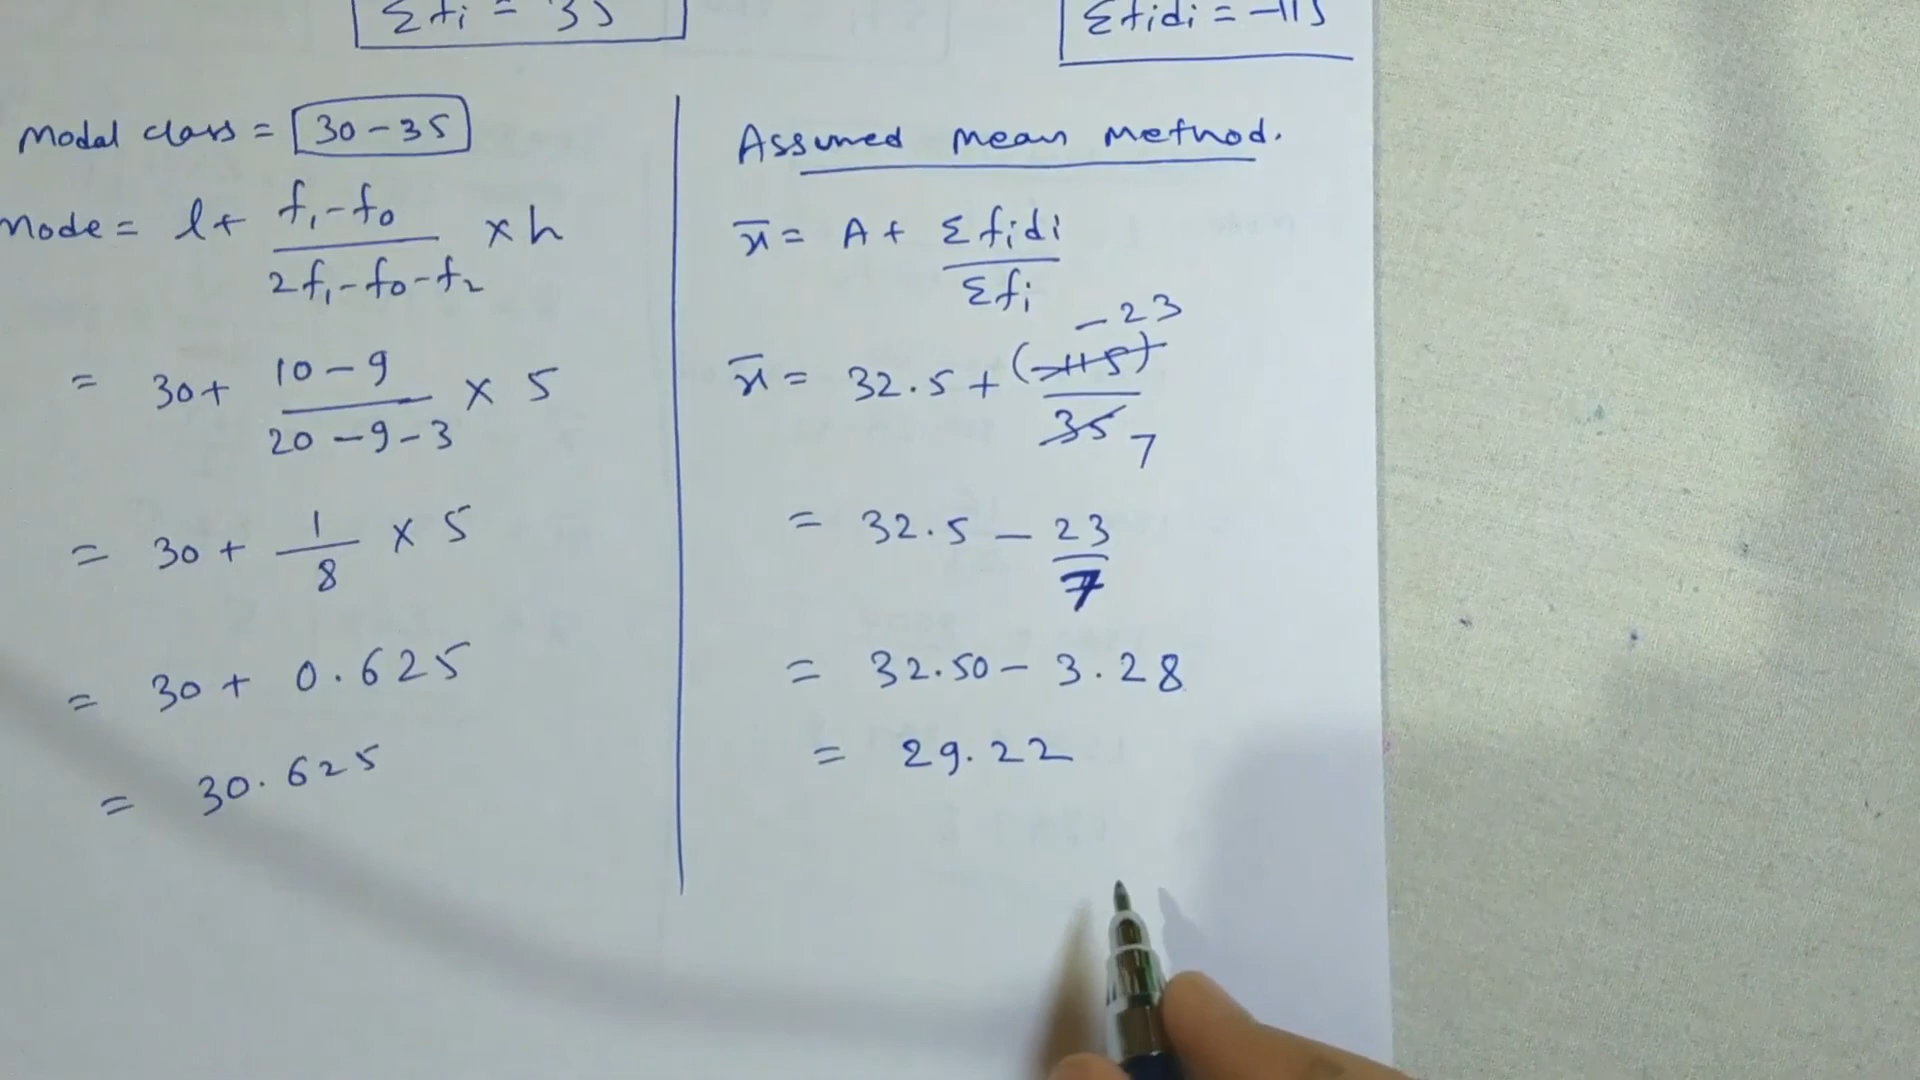 Σfi = 35
Σfidi = -115
Modal class = 30-35
Mode = l + f₁-f₀ / 2f₁-f₀-f₂ × h
= 30 + 10-9 / 20-9-3 × 5
= 30 + 1/8 × 5
= 30 + 0.625
= 30.625
Assumed mean method.
x̄ = A + Σfidi / Σfi
x̄ = 32.5 + (-115) -23 / 35 7
= 32.5 - 23/7
= 32.50 - 3.28
= 29.22